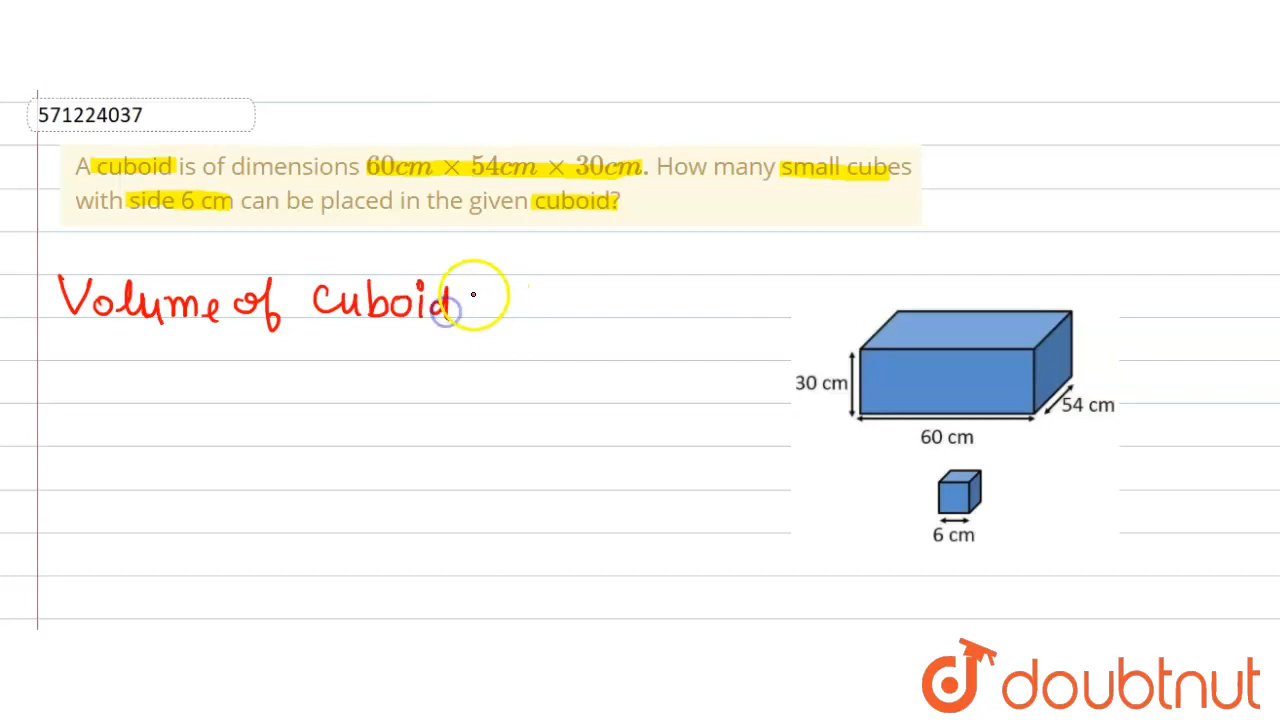 571224037
A cuboid is of dimensions 60cm × 54cm × 30cm. How many small cubes
with side 6 cm can be placed in the given cuboid?
Volume of Cuboid
30 cm
54 cm
60 cm
6 cm
doubtnut